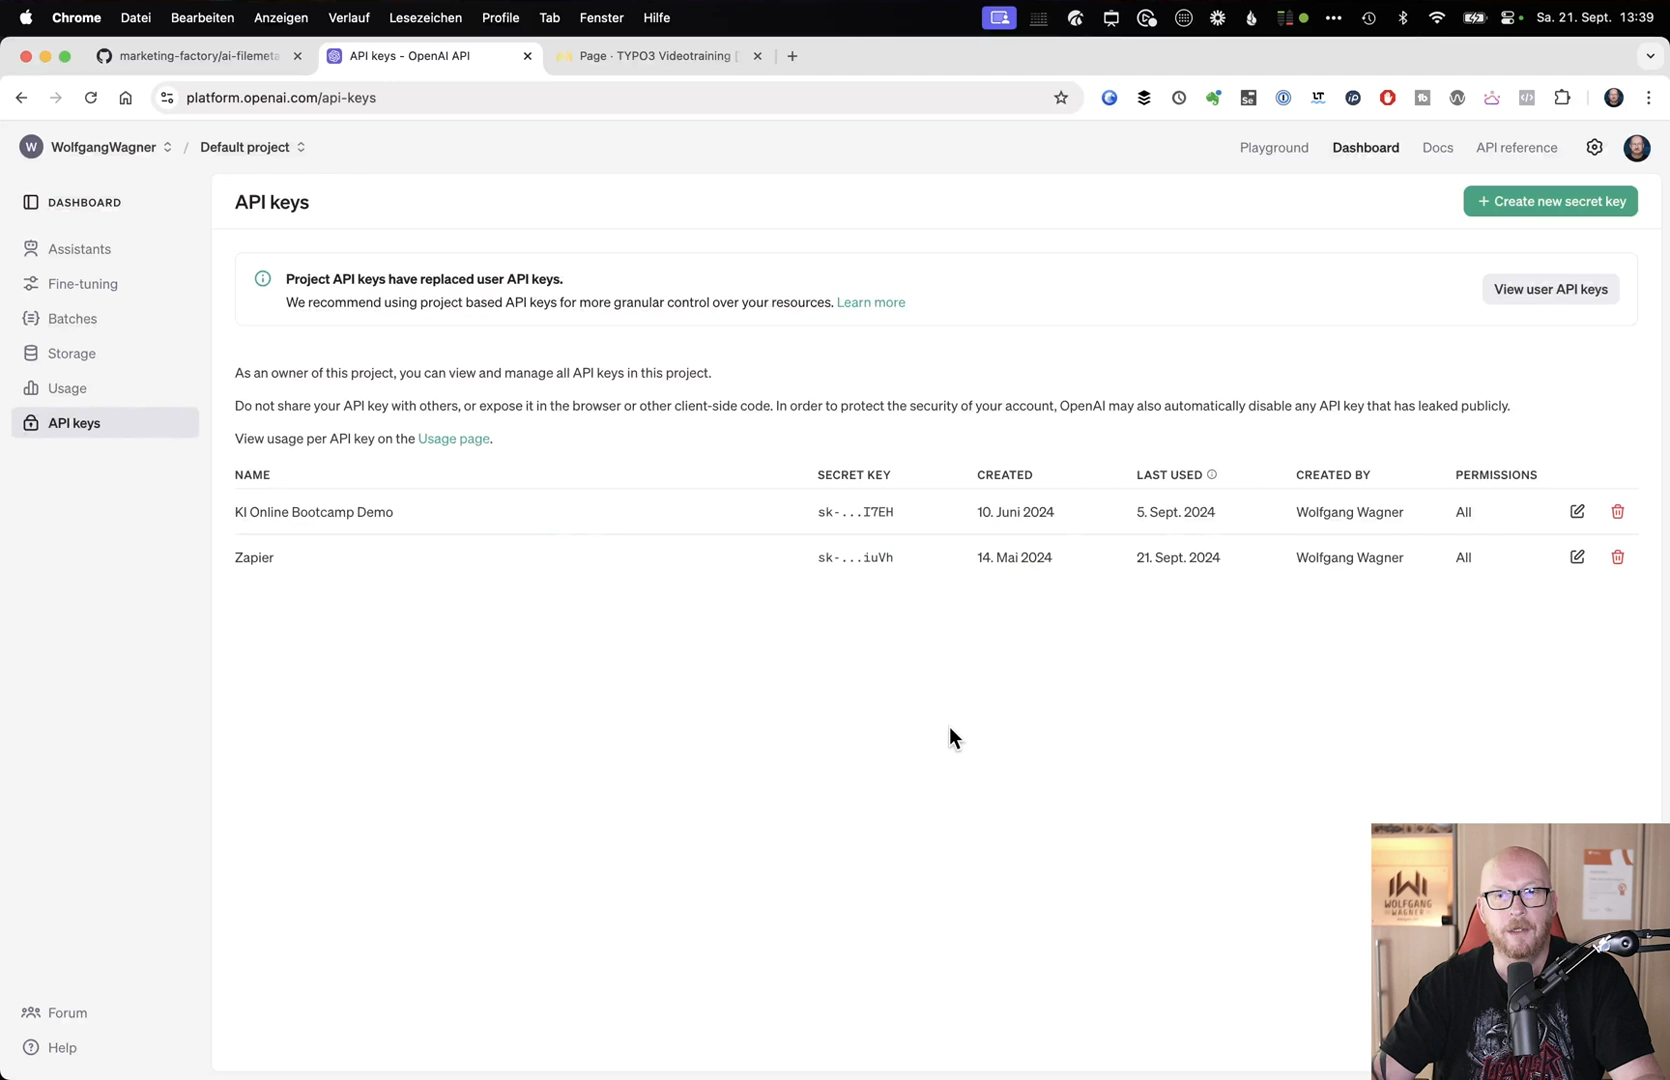 Chrome Datei Bearbeiten Anzeigen Verlauf Lesezeichen Profile Tab Fenster Hilfe Sa. 21. Sept. 13:39
marketing-factory/ai-filemeta API keys - OpenAI API Page · TYPO3 Videotraining [
platform.openai.com/api-keys
W WolfgangWagner / Default project Playground Dashboard Docs API reference
DASHBOARD
Assistants
Fine-tuning
Batches
Storage
Usage
API keys
Forum
Help
API keys
+ Create new secret key
Project API keys have replaced user API keys.
We recommend using project based API keys for more granular control over your resources. Learn more
View user API keys
As an owner of this project, you can view and manage all API keys in this project.
Do not share your API key with others, or expose it in the browser or other client-side code. In order to protect the security of your account, OpenAI may also automatically disable any API key that has leaked publicly.
View usage per API key on the Usage page.
NAME SECRET KEY CREATED LAST USED CREATED BY PERMISSIONS
KI Online Bootcamp Demo sk-...I7EH 10. Juni 2024 5. Sept. 2024 Wolfgang Wagner All
Zapier sk-...iuVh 14. Mai 2024 21. Sept. 2024 Wolfgang Wagner All
WOLFGANG
WAGNER
SLAYER